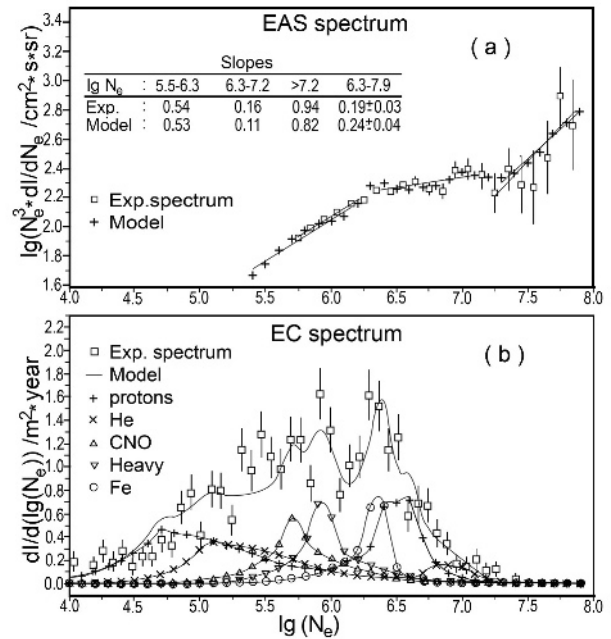 EAS spectrum
( a )
Slopes
lg Nₑ : 5.5-6.3 6.3-7.2 >7.2 6.3-7.9
Exp. : 0.54 0.16 0.94 0.19±0.03
Model : 0.53 0.11 0.82 0.24±0.04
□ Exp.spectrum
+ Model
lg(Nₑ³*dI/dNₑ /cm²*s*sr)
3.4
3.2
3.0
2.8
2.6
2.4
2.2
2.0
1.8
1.6
4.0 4.5 5.0 5.5 6.0 6.5 7.0 7.5 8.0
EC spectrum
( b )
□ Exp. spectrum
— Model
+ protons
× He
△ CNO
▽ Heavy
○ Fe
dI/d(lg(Nₑ)) /m²*year
2.2
2.0
1.8
1.6
1.4
1.2
1.0
0.8
0.6
0.4
0.2
0.0
4.0 4.5 5.0 5.5 6.0 6.5 7.0 7.5 8.0
lg (Nₑ)